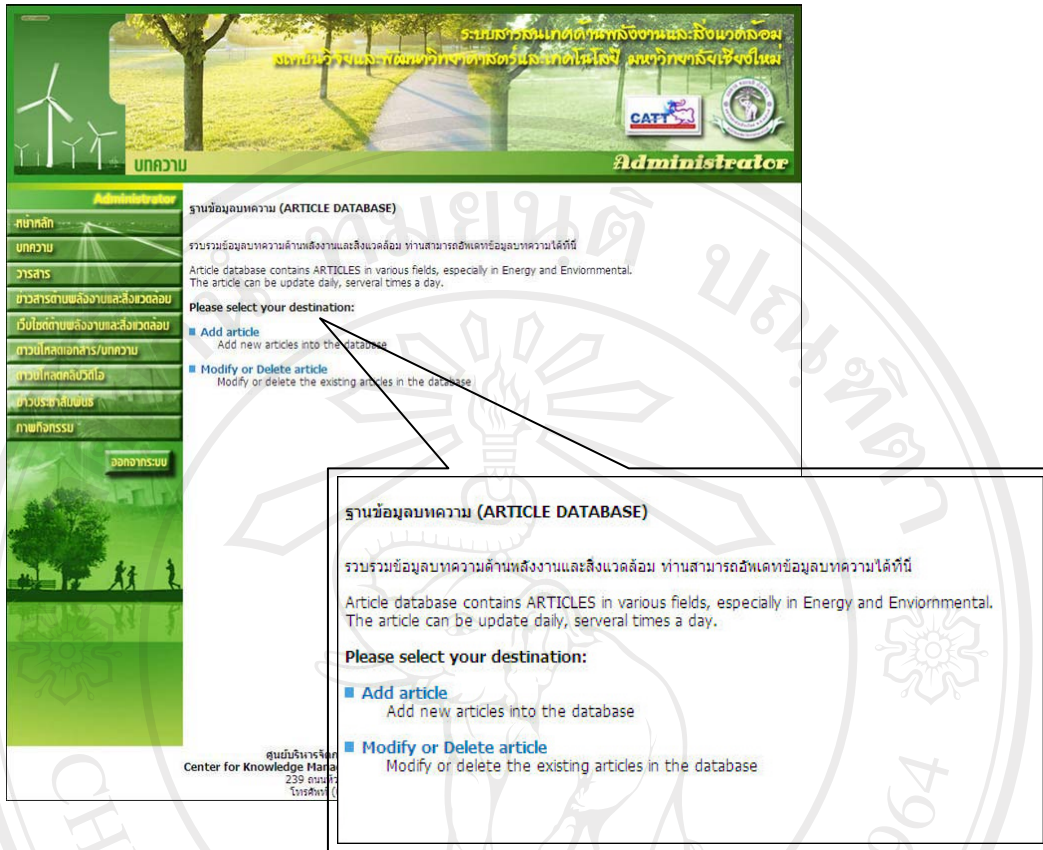 ระบบสารสนเทศด้านพลังงานและสิ่งแวดล้อม
สถาบันวิจัยและพัฒนาวิทยาศาสตร์และเทคโนโลยี มหาวิทยาลัยเชียงใหม่
CATT
บทความ
Administrator
Administrator
หน้าหลัก
บทความ
วารสาร
ข่าวสารด้านพลังงานและสิ่งแวดล้อม
เว็บไซต์ด้านพลังงานและสิ่งแวดล้อม
ดาวน์โหลดเอกสาร/บทความ
ดาวน์โหลดคลิปวิดีโอ
ข่าวประชาสัมพันธ์
ภาพกิจกรรม
ออกจากระบบ
ฐานข้อมูลบทความ (ARTICLE DATABASE)
รวบรวมข้อมูลบทความด้านพลังงานและสิ่งแวดล้อม ท่านสามารถอัพเดทข้อมูลบทความได้ที่นี่
Article database contains ARTICLES in various fields, especially in Energy and Enviornmental.
The article can be update daily, serveral times a day.
Please select your destination:
Add article
Add new articles into the database
Modify or Delete article
Modify or delete the existing articles in the database
ฐานข้อมูลบทความ (ARTICLE DATABASE)
รวบรวมข้อมูลบทความด้านพลังงานและสิ่งแวดล้อม ท่านสามารถอัพเดทข้อมูลบทความได้ที่นี่
Article database contains ARTICLES in various fields, especially in Energy and Enviornmental.
The article can be update daily, serveral times a day.
Please select your destination:
Add article
Add new articles into the database
Modify or Delete article
Modify or delete the existing articles in the database
ศูนย์บริหารจัดก
Center for Knowledge Mana
239 ถนนห้ว
โทรศัพท์ (
964